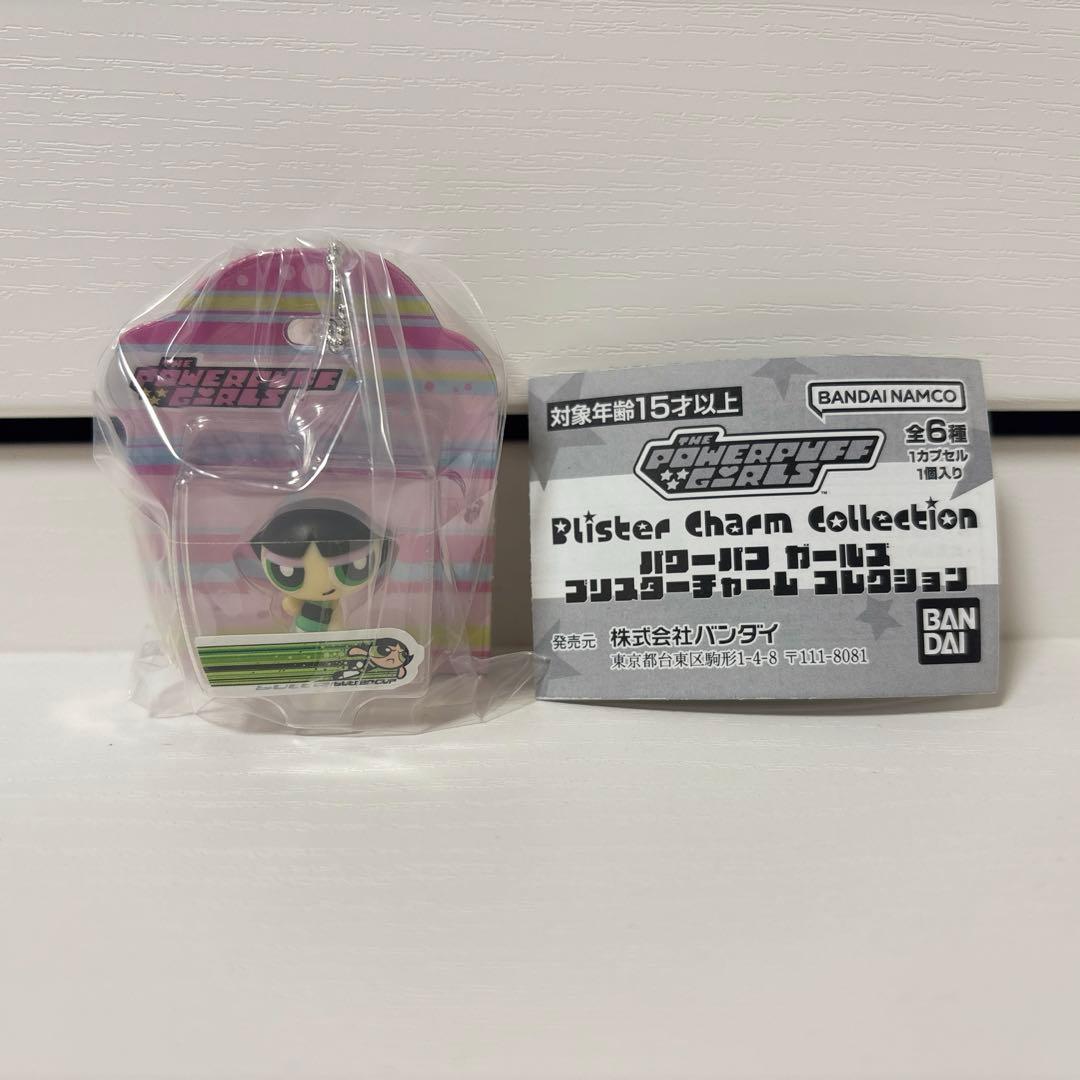 THE
POWERPUFF
GIRLS
BUTTERCUP
対象年齢15才以上
BANDAI NAMCO
THE
POWERPUFF
GIRLS
TM
全6種
1カプセル
1個入り
Blister Charm Collection
パワーパフ ガールズ
ブリスターチャーム コレクション
発売元 株式会社バンダイ
東京都台東区駒形1-4-8 〒111-8081
BAN
DAI